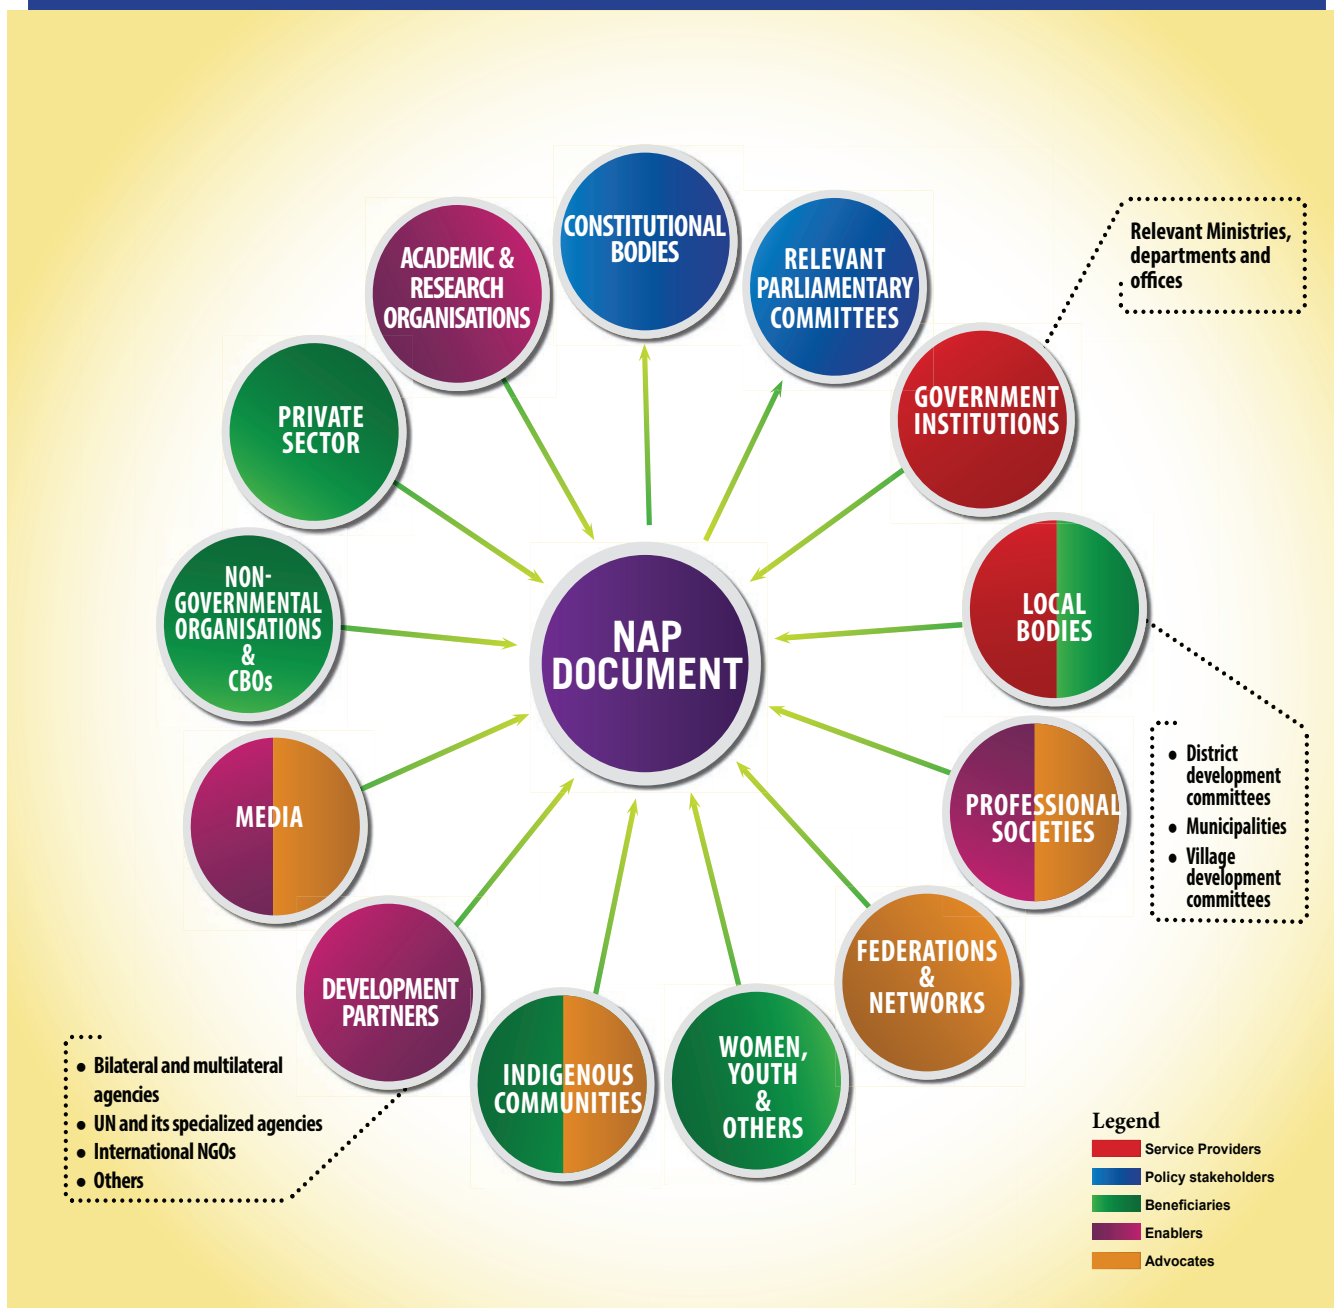 CONSTITUTIONAL
BODIES
RELEVANT
PARLIAMENTARY
COMMITTEES
Relevant Ministries,
departments and
offices
GOVERNMENT
INSTITUTIONS
LOCAL
BODIES
• District
development
committees
• Municipalities
• Village
development
committees
PROFESSIONAL
SOCIETIES
FEDERATIONS
&
NETWORKS
WOMEN,
YOUTH
&
OTHERS
INDIGENOUS
COMMUNITIES
DEVELOPMENT
PARTNERS
• Bilateral and multilateral
agencies
• UN and its specialized agencies
• International NGOs
• Others
MEDIA
NON-
GOVERNMENTAL
ORGANISATIONS
&
CBOs
PRIVATE
SECTOR
ACADEMIC &
RESEARCH
ORGANISATIONS
NAP
DOCUMENT
Legend
Service Providers
Policy stakeholders
Beneficiaries
Enablers
Advocates